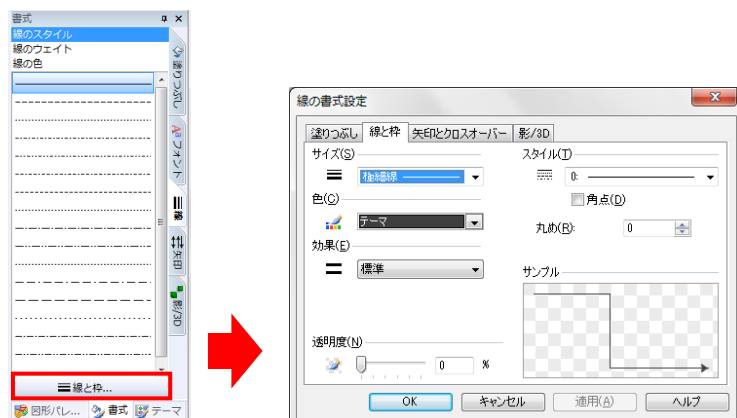 書式
線のスタイル
線のウェイト
線の色
塗りつぶし
フォント
線
矢印
影/3D
線と枠...
図形パレ...
書式
テーマ
線の書式設定
塗りつぶし
線と枠
矢印とクロスオーバー
影/3D
サイズ(S)
極細線
色(C)
テーマ
効果(E)
標準
透明度(N)
0 %
スタイル(T)
0:
角点(D)
丸め(R): 0
サンプル
OK
キャンセル
適用(A)
ヘルプ